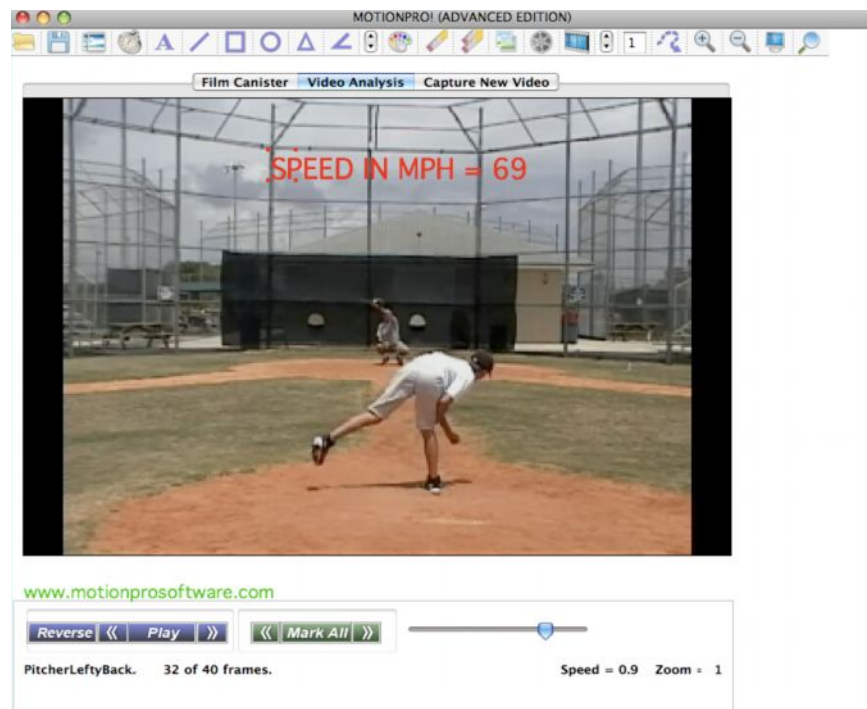 MOTIONPRO! (ADVANCED EDITION)
A 1
Film Canister Video Analysis Capture New Video
SPEED IN MPH = 69
www.motionprosoftware.com
Reverse « Play » « Mark All »
PitcherLeftyBack. 32 of 40 frames. Speed = 0.9 Zoom = 1